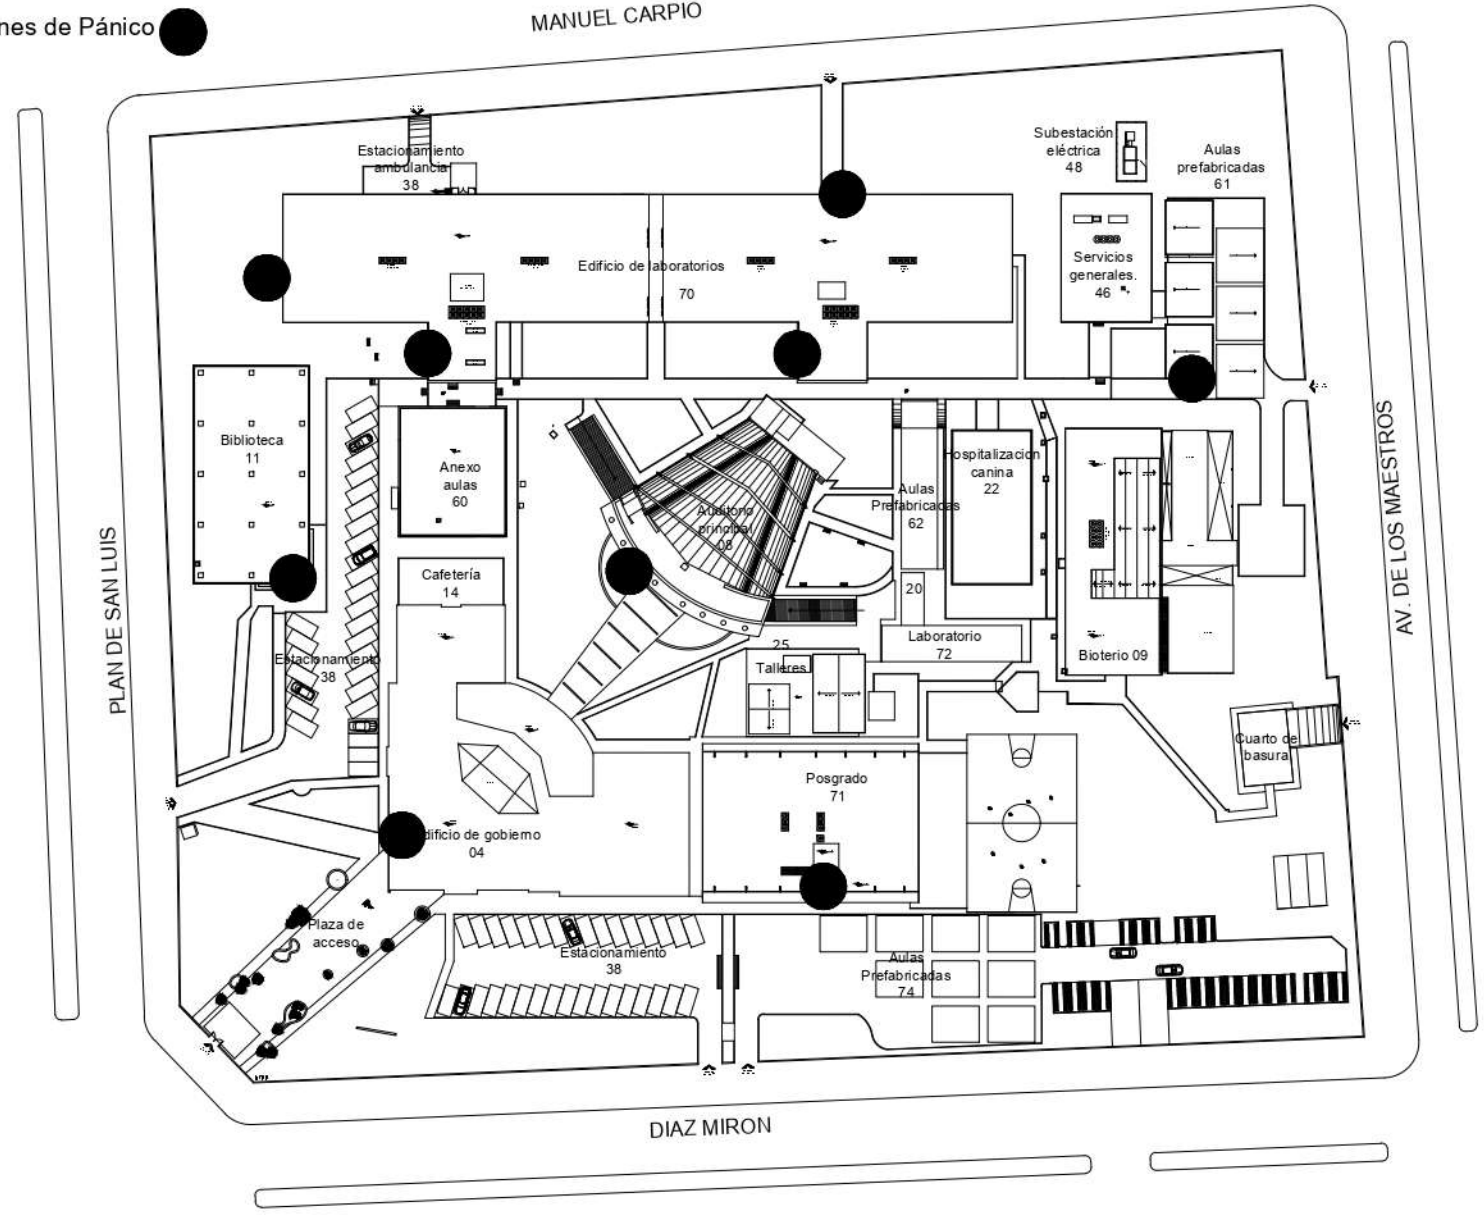 nes de Pánico
MANUEL CARPIO
Estacionamiento
ambulancia
38
Subestación
eléctrica
48
Aulas
prefabricadas
61
Edificio de laboratorios
70
Servicios
generales.
46
Biblioteca
11
Anexo
aulas
60
Auditorio
principal
08
Aulas
Prefabricadas
62
Hospitalización
canina
22
PLAN DE SAN LUIS
AV. DE LOS MAESTROS
Cafetería
14
20
Laboratorio
72
25
Talleres
Bioterio 09
Estacionamiento
38
Cuarto de
basura
Posgrado
71
dificio de gobierno
04
Plaza de
acceso
Estacionamiento
38
Aulas
Prefabricadas
74
DIAZ MIRON